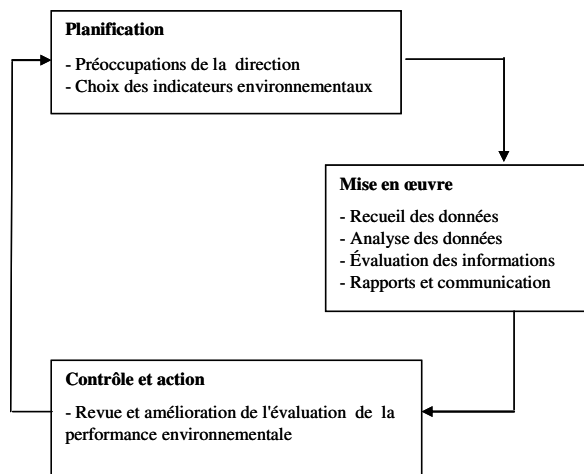 Planification
- Préoccupations de la direction
- Choix des indicateurs environnementaux
Mise en œuvre
- Recueil des données
- Analyse des données
- Évaluation des informations
- Rapports et communication
Contrôle et action
- Revue et amélioration de l'évaluation de la
performance environnementale